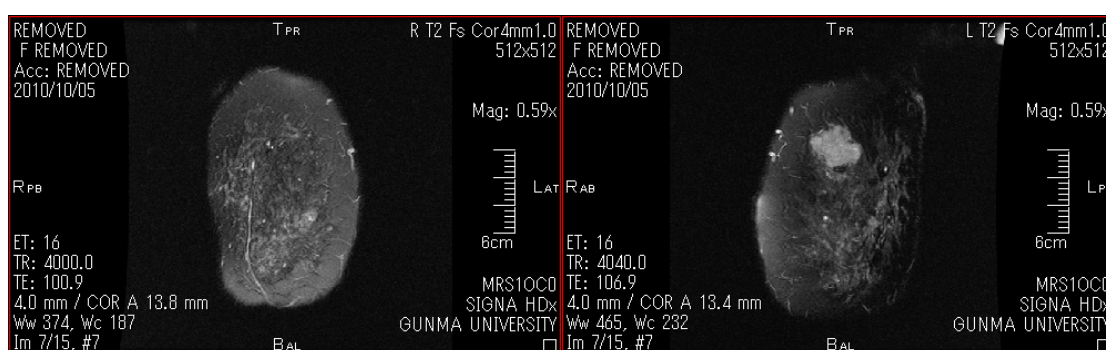 REMOVED
F REMOVED
Acc: REMOVED
2010/10/05
TPR
R T2 Fs Cor4mm1.0
512x512
Mag: 0.59x
RPB
LAT
6cm
ET: 16
TR: 4000.0
TE: 100.9
4.0 mm / COR A 13.8 mm
Ww 374, Wc 187
Im 7/15, #7
BAL
MRS1OC0
SIGNA HDx
GUNMA UNIVERSITY
REMOVED
F REMOVED
Acc: REMOVED
2010/10/05
TPR
L T2 Fs Cor4mm1.0
512x512
Mag: 0.59x
RAB
LP
6cm
ET: 16
TR: 4040.0
TE: 106.9
4.0 mm / COR A 13.4 mm
Ww 465, Wc 232
Im 7/15, #7
BAL
MRS1OC0
SIGNA HDx
GUNMA UNIVERSITY